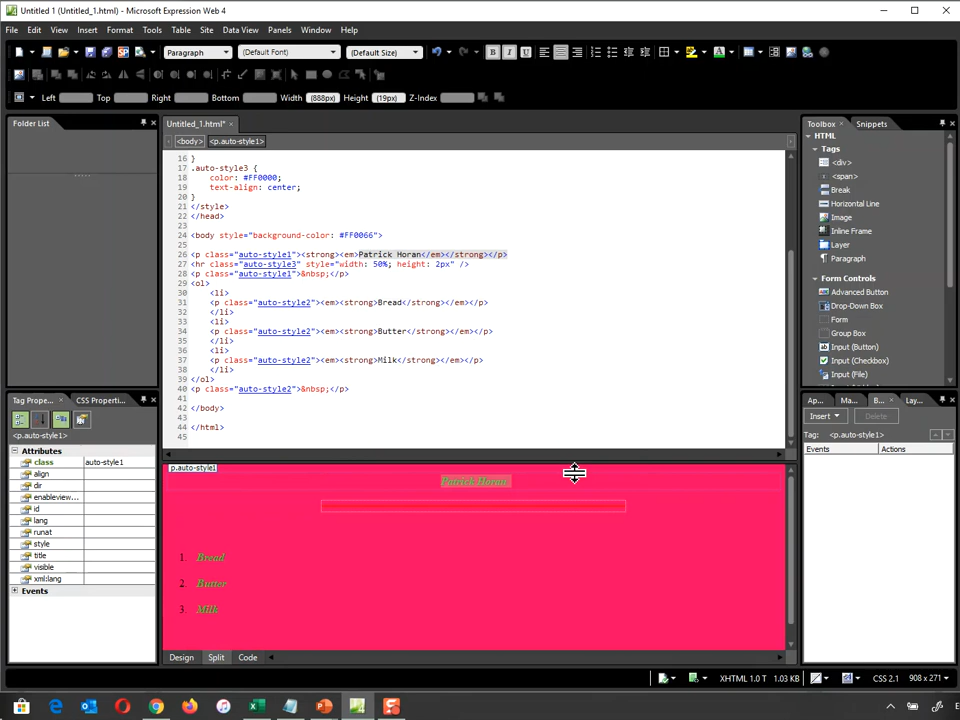 Untitled 1 (Untitled_1.html) - Microsoft Expression Web 4
File Edit View Insert Format Tools Table Site Data View Panels Window Help
Paragraph (Default Font) (Default Size) B I U
Left Top Right Bottom Width (888px) Height (19px) Z-Index
Folder List
Untitled_1.html*
<body> <p.auto-style1>
16 }
17 .auto-style3 {
18 color: #FF0000;
19 text-align: center;
20 }
21 </style>
22 </head>
23
24 <body style="background-color: #FF0066">
25
26 <p class="auto-style1"><strong><em>Patrick Horan</em></strong></p>
27 <hr class="auto-style3" style="width: 50%; height: 2px" />
28 <p class="auto-style1">&nbsp;</p>
29 <ol>
30 <li>
31 <p class="auto-style2"><em><strong>Bread</strong></em></p>
32 </li>
33 <li>
34 <p class="auto-style2"><em><strong>Butter</strong></em></p>
35 </li>
36 <li>
37 <p class="auto-style2"><em><strong>Milk</strong></em></p>
38 </li>
39 </ol>
40 <p class="auto-style2">&nbsp;</p>
41
42 </body>
43
44 </html>
45
Toolbox Snippets
HTML
Tags
<div>
<span>
Break
Horizontal Line
Image
Inline Frame
Layer
Paragraph
Form Controls
Advanced Button
Drop-Down Box
Form
Group Box
Input (Button)
Input (Checkbox)
Input (File)
Tag Prope... CSS Properti...
<p.auto-style1>
Attributes
class auto-style1
align
dir
enableview...
id
lang
runat
style
title
visible
xml:lang
Events
p.auto-style1
Patrick Horan
1. Bread
2. Butter
3. Milk
Design Split Code
Ap... Ma... B... Lay...
Insert Delete
Tag: <p.auto-style1>
Events Actions
XHTML 1.0 T 1.03 KB CSS 2.1 908 x 271